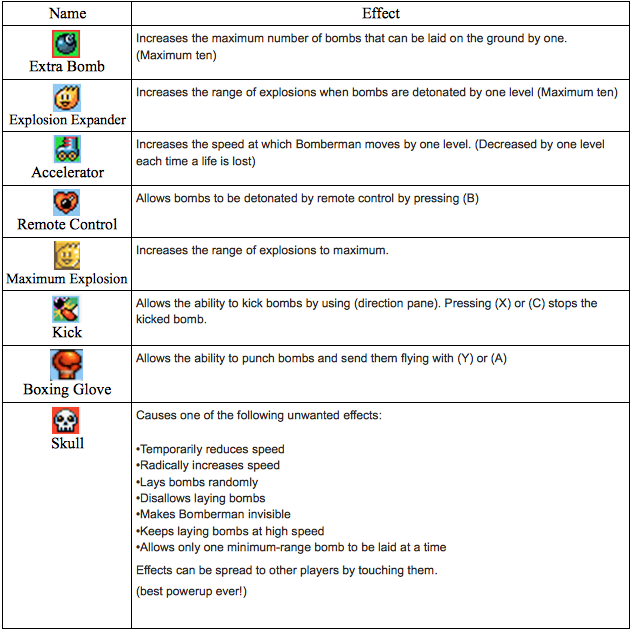 Name Effect
Extra Bomb
Increases the maximum number of bombs that can be laid on the ground by one.
(Maximum ten)
Explosion Expander
Increases the range of explosions when bombs are detonated by one level (Maximum ten)
Accelerator
Increases the speed at which Bomberman moves by one level. (Decreased by one level
each time a life is lost)
Remote Control
Allows bombs to be detonated by remote control by pressing (B)
Maximum Explosion
Increases the range of explosions to maximum.
Kick
Allows the ability to kick bombs by using (direction pane). Pressing (X) or (C) stops the
kicked bomb.
Boxing Glove
Allows the ability to punch bombs and send them flying with (Y) or (A)
Skull
Causes one of the following unwanted effects:
•Temporarily reduces speed
•Radically increases speed
•Lays bombs randomly
•Disallows laying bombs
•Makes Bomberman invisible
•Keeps laying bombs at high speed
•Allows only one minimum-range bomb to be laid at a time
Effects can be spread to other players by touching them.
(best powerup ever!)